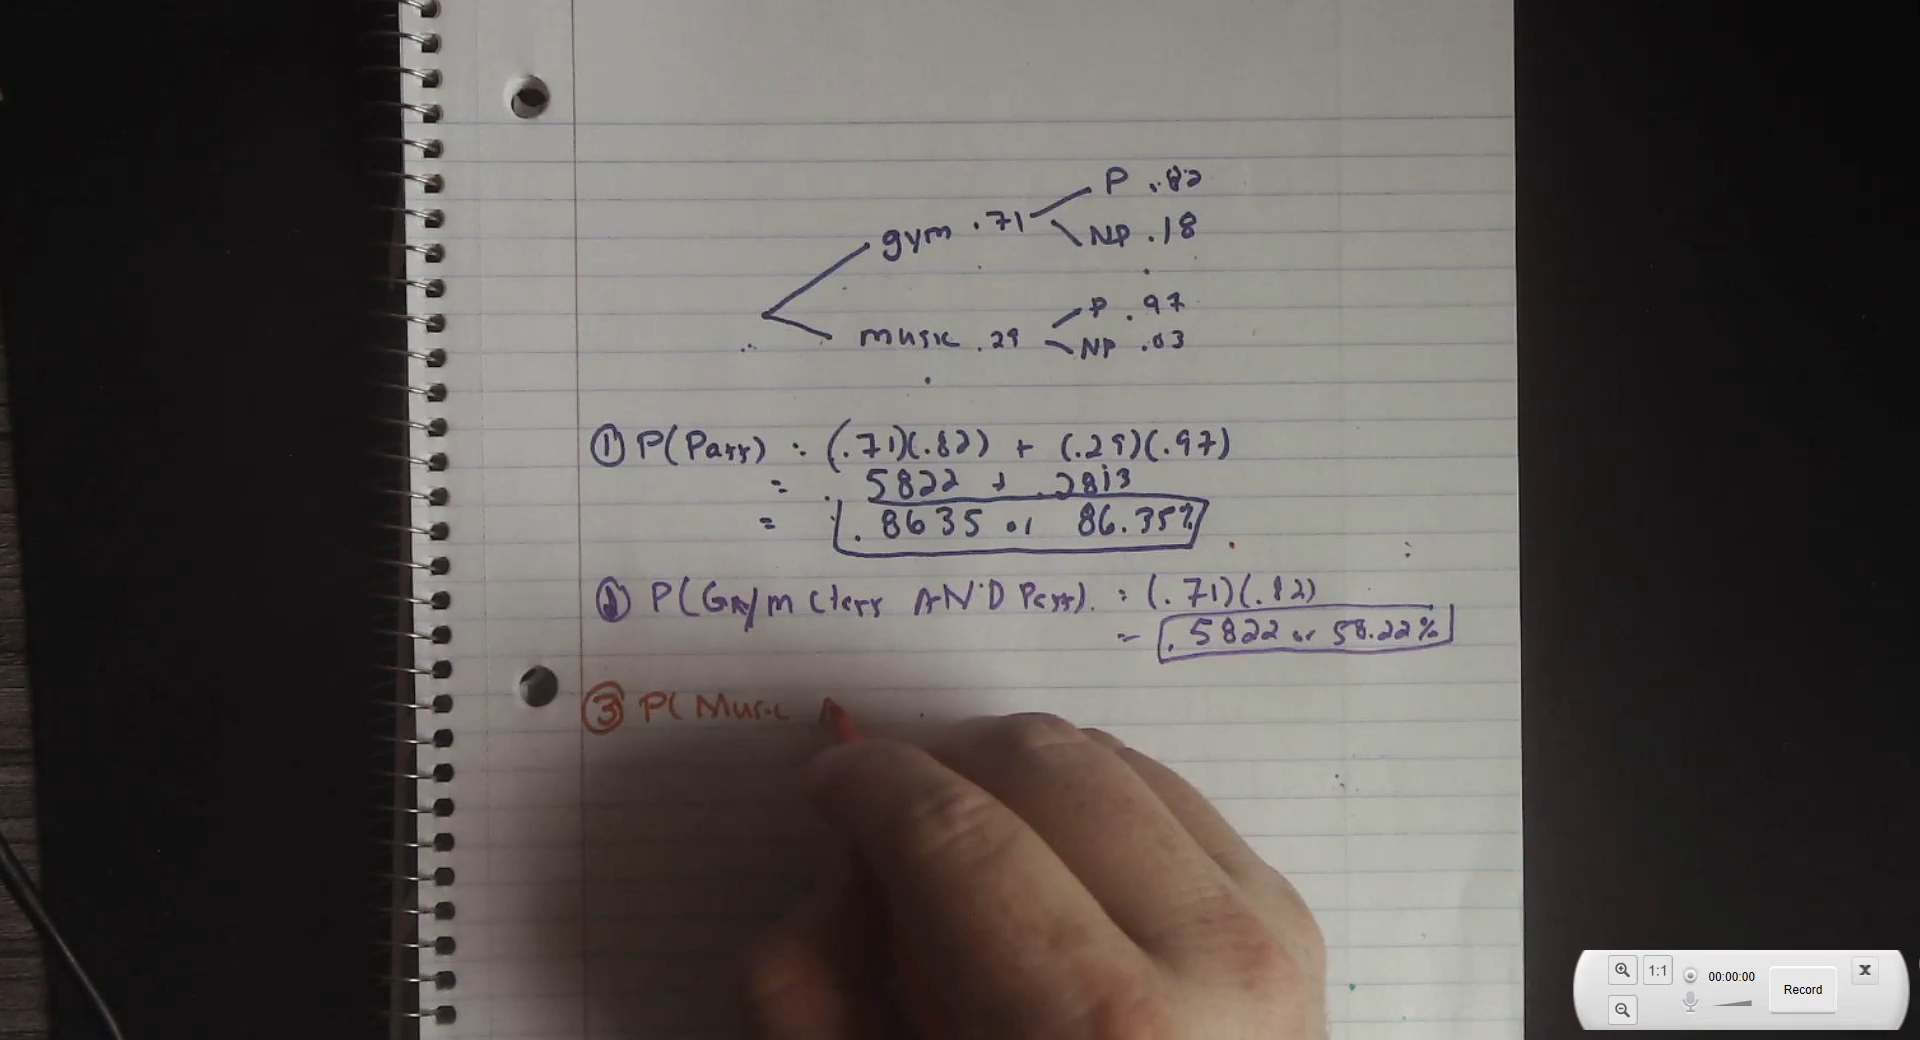 P .82
gym .71
NP .18
P .97
music .29
NP .03
① P(Pass) : (.71)(.82) + (.29)(.97)
= .5822 + .2813
= .8635 or 86.35%
② P(Gym Class AND Pass). : (.71)(.82)
= .5822 or 58.22%
③ P( Music
1:1
00:00:00
Record
X